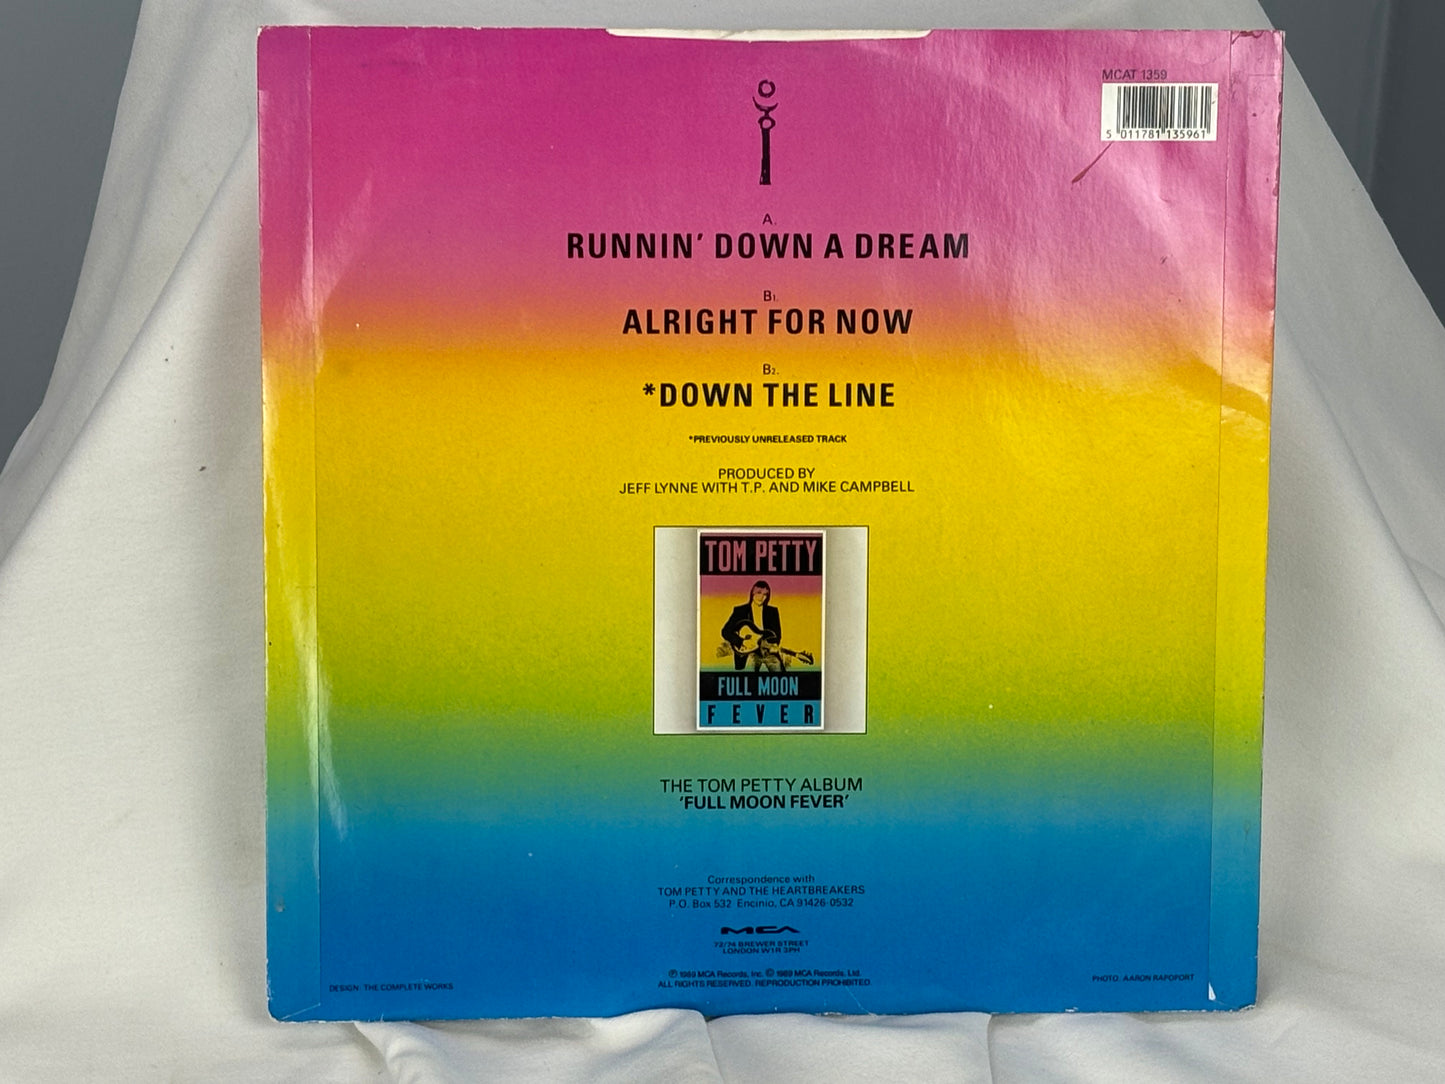 MCAT 1359
5 011781 135961
A.
RUNNIN' DOWN A DREAM
B1.
ALRIGHT FOR NOW
B2.
*DOWN THE LINE
*PREVIOUSLY UNRELEASED TRACK
PRODUCED BY
JEFF LYNNE WITH T.P. AND MIKE CAMPBELL
TOM PETTY
FULL MOON
FEVER
THE TOM PETTY ALBUM
'FULL MOON FEVER'
Correspondence with
TOM PETTY AND THE HEARTBREAKERS
P.O. Box 532 Encinio, CA 91426-0532
MCA
72/74 BREWER STREET
LONDON W1R 3PH
℗ 1989 MCA Records, Inc. © 1989 MCA Records, Ltd.
ALL RIGHTS RESERVED. REPRODUCTION PROHIBITED.
DESIGN: THE COMPLETE WORKS
PHOTO: AARON RAPOPORT